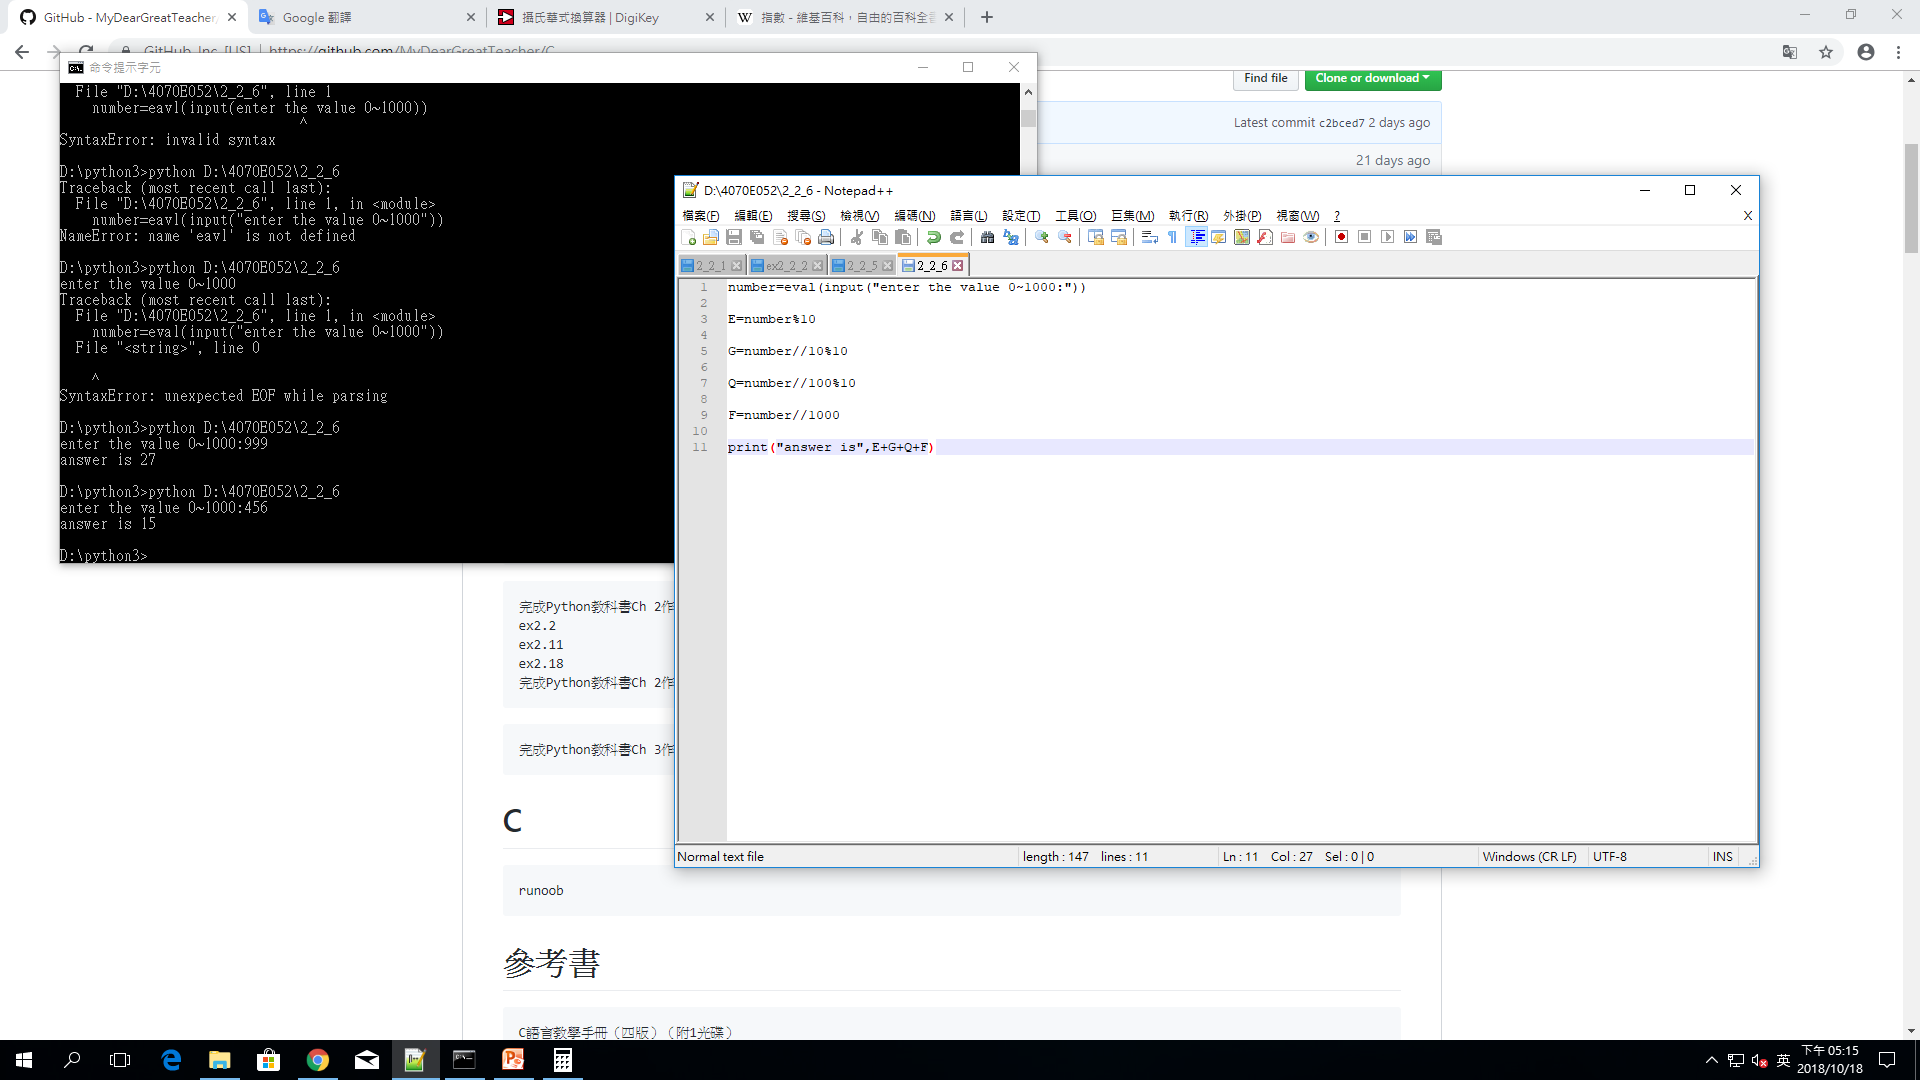 GitHub - MyDearGreatTeacher
Google 翻譯
攝氏華式換算器 | DigiKey
指數 - 維基百科，自由的百科全
GitHub, Inc. [US] | https://github.com/MyDearGreatTeacher/C
命令提示字元
File "D:\4070E052\2_2_6", line 1
number=eavl(input(enter the value 0~1000))
^
SyntaxError: invalid syntax
D:\python3>python D:\4070E052\2_2_6
Traceback (most recent call last):
File "D:\4070E052\2_2_6", line 1, in <module>
number=eavl(input("enter the value 0~1000"))
NameError: name 'eavl' is not defined
D:\python3>python D:\4070E052\2_2_6
enter the value 0~1000
Traceback (most recent call last):
File "D:\4070E052\2_2_6", line 1, in <module>
number=eval(input("enter the value 0~1000"))
File "<string>", line 0
^
SyntaxError: unexpected EOF while parsing
D:\python3>python D:\4070E052\2_2_6
enter the value 0~1000:999
answer is 27
D:\python3>python D:\4070E052\2_2_6
enter the value 0~1000:456
answer is 15
D:\python3>
Find file
Clone or download
Latest commit c2bced7 2 days ago
21 days ago
D:\4070E052\2_2_6 - Notepad++
檔案(F) 編輯(E) 搜尋(S) 檢視(V) 編碼(N) 語言(L) 設定(T) 工具(O) 巨集(M) 執行(R) 外掛(P) 視窗(W) ? X
2_2_1 ex2_2_2 2_2_5 2_2_6
1 number=eval(input("enter the value 0~1000:"))
2
3 E=number%10
4
5 G=number//10%10
6
7 Q=number//100%10
8
9 F=number//1000
10
11 print("answer is",E+G+Q+F)
Normal text file length : 147 lines : 11 Ln : 11 Col : 27 Sel : 0 | 0 Windows (CR LF) UTF-8 INS
完成Python教科書Ch 2作
ex2.2
ex2.11
ex2.18
完成Python教科書Ch 2作
完成Python教科書Ch 3作
C
runoob
參考書
C語言教學手冊（四版）（附1光碟）
英
下午 05:15
2018/10/18